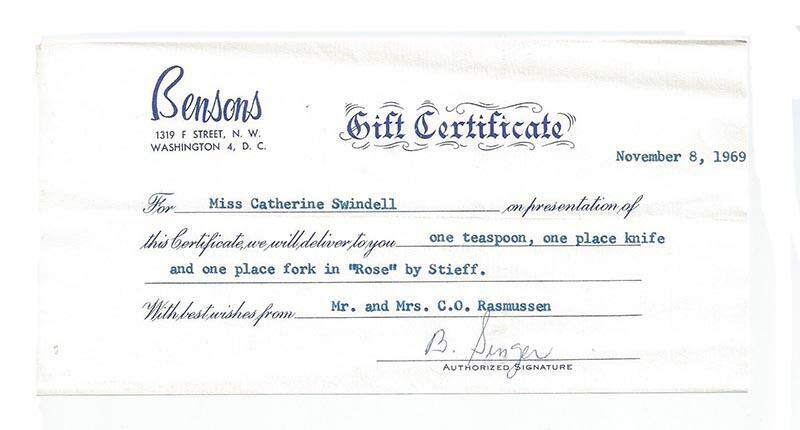 Bensons
1319 F STREET, N. W.
WASHINGTON 4, D. C.
Gift Certificate
November 8, 1969
For Miss Catherine Swindell on presentation of
this Certificate, we will deliver to you one teaspoon, one place knife
and one place fork in "Rose" by Stieff.
With best wishes from Mr. and Mrs. C.O. Rasmussen
B. Singer
AUTHORIZED SIGNATURE